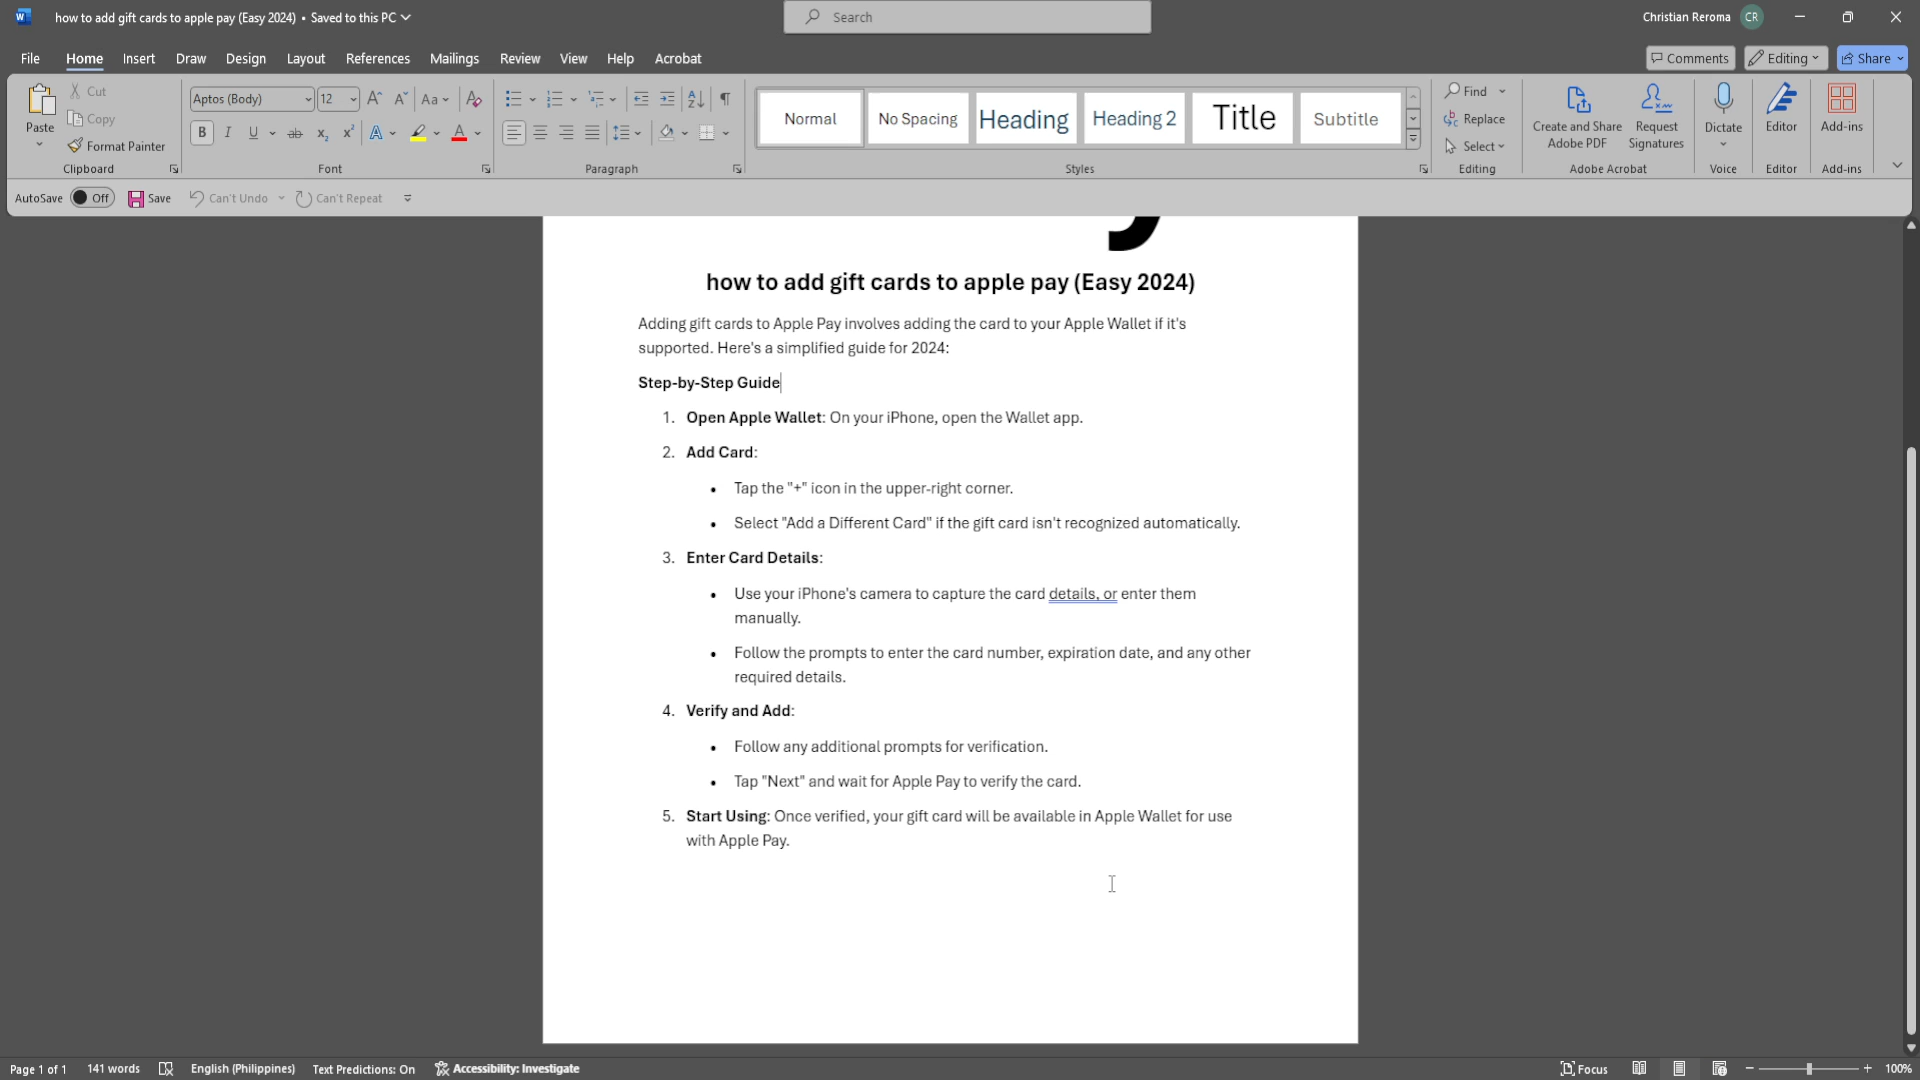 how to add gift cards to apple pay (Easy 2024) • Saved to this PC
Search
Christian Reroma CR
File Home Insert Draw Design Layout References Mailings Review View Help Acrobat
Comments Editing Share
Paste
Cut
Copy
Format Painter
Clipboard
Aptos (Body) 12
Font
Paragraph
Normal No Spacing Heading Heading 2 Title Subtitle
Styles
Find
Replace
Select
Editing
Create and Share Adobe PDF
Request Signatures
Adobe Acrobat
Dictate
Voice
Editor
Editor
Add-ins
Add-ins
AutoSave Off Save Can't Undo Can't Repeat
how to add gift cards to apple pay (Easy 2024)
Adding gift cards to Apple Pay involves adding the card to your Apple Wallet if it's
supported. Here's a simplified guide for 2024:
Step-by-Step Guide
1. Open Apple Wallet: On your iPhone, open the Wallet app.
2. Add Card:
• Tap the "+" icon in the upper-right corner.
• Select "Add a Different Card" if the gift card isn't recognized automatically.
3. Enter Card Details:
• Use your iPhone's camera to capture the card details, or enter them
manually.
• Follow the prompts to enter the card number, expiration date, and any other
required details.
4. Verify and Add:
• Follow any additional prompts for verification.
• Tap "Next" and wait for Apple Pay to verify the card.
5. Start Using: Once verified, your gift card will be available in Apple Wallet for use
with Apple Pay.
Page 1 of 1 141 words English (Philippines) Text Predictions: On Accessibility: Investigate
Focus 100%